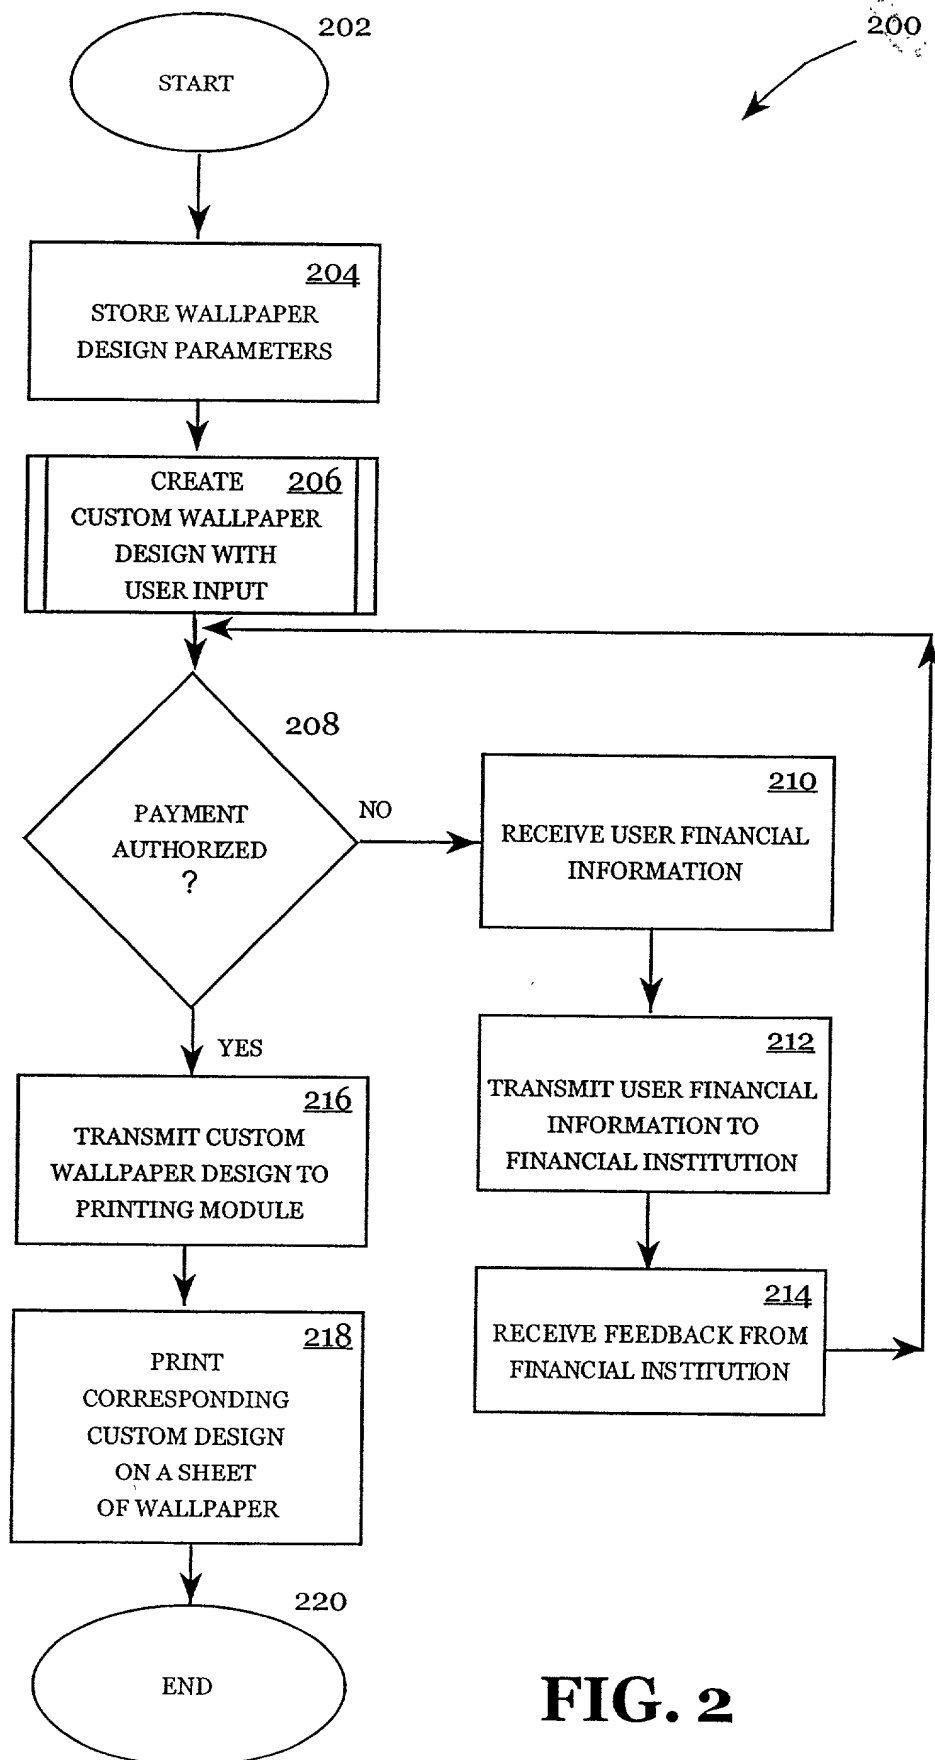 202
200
START
204
STORE WALLPAPER
DESIGN PARAMETERS
CREATE 206
CUSTOM WALLPAPER
DESIGN WITH
USER INPUT
208
PAYMENT
AUTHORIZED
?
NO
YES
210
RECEIVE USER FINANCIAL
INFORMATION
212
TRANSMIT USER FINANCIAL
INFORMATION TO
FINANCIAL INSTITUTION
214
RECEIVE FEEDBACK FROM
FINANCIAL INSTITUTION
216
TRANSMIT CUSTOM
WALLPAPER DESIGN TO
PRINTING MODULE
218
PRINT
CORRESPONDING
CUSTOM DESIGN
ON A SHEET
OF WALLPAPER
220
END
FIG. 2